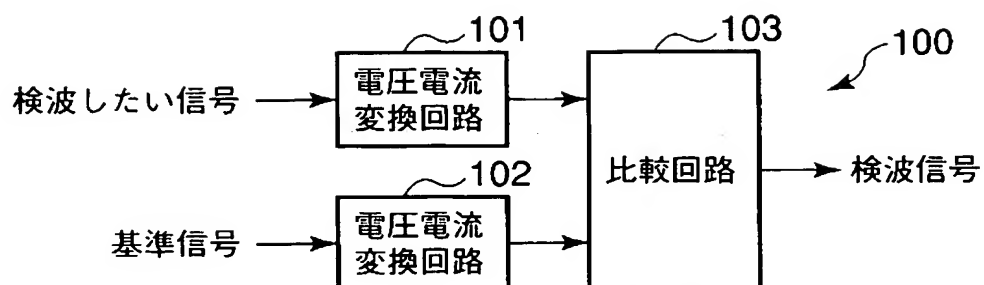 101
103
100
電圧電流
変換回路
検波したい信号
比較回路
検波信号
102
電圧電流
変換回路
基準信号